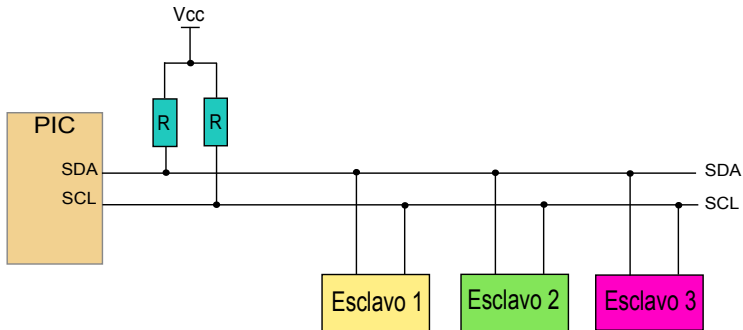 Vcc
R
R
PIC
SDA
SCL
SDA
SCL
Esclavo 1
Esclavo 2
Esclavo 3